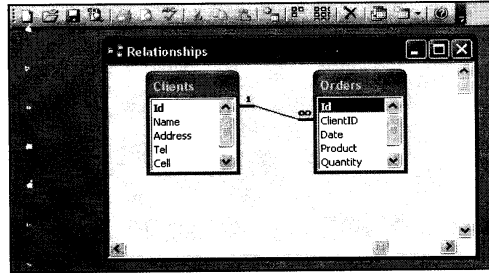 Relationships
Clients
Id
Name
Address
Tel
Cell
1
∞
Orders
Id
ClientID
Date
Product
Quantity